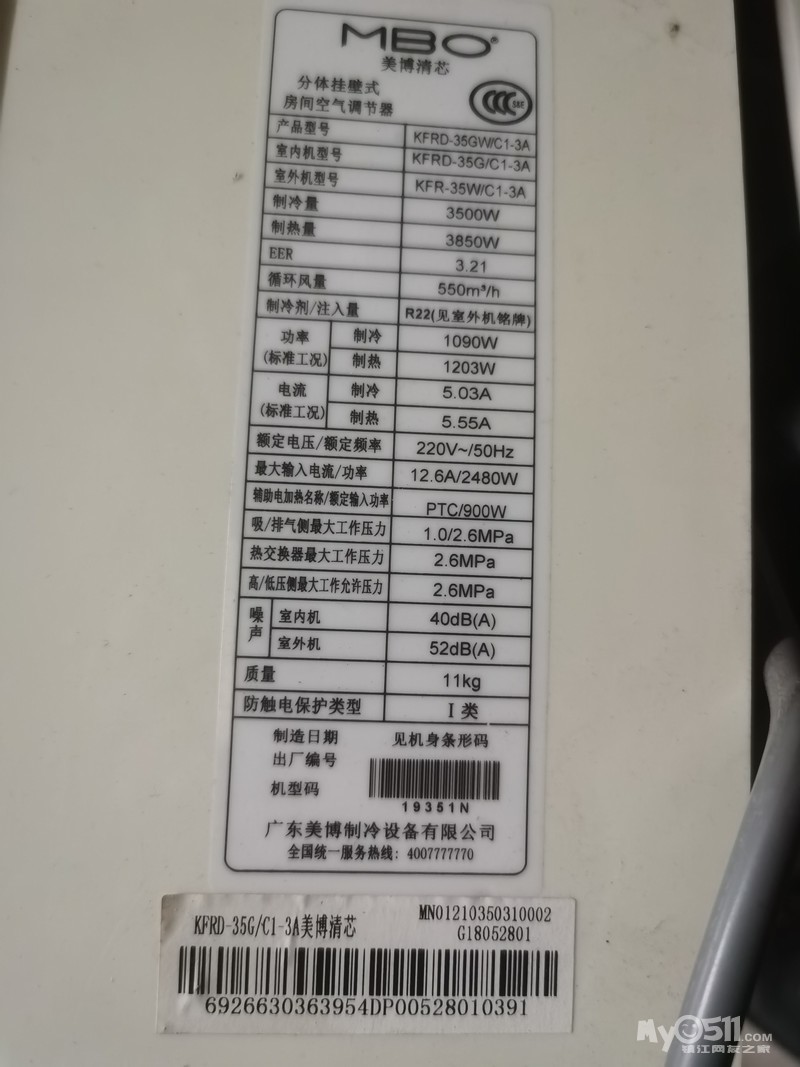 MBO®
美博清芯
分体挂壁式
房间空气调节器
CCC S&E
产品型号 KFRD-35GW/C1-3A
室内机型号 KFRD-35G/C1-3A
室外机型号 KFR-35W/C1-3A
制冷量 3500W
制热量 3850W
EER 3.21
循环风量 550m³/h
制冷剂/注入量 R22(见室外机铭牌)
功率(标准工况) 制冷 1090W
制热 1203W
电流(标准工况) 制冷 5.03A
制热 5.55A
额定电压/额定频率 220V~/50Hz
最大输入电流/功率 12.6A/2480W
辅助电加热名称/额定输入功率 PTC/900W
吸/排气侧最大工作压力 1.0/2.6MPa
热交换器最大工作压力 2.6MPa
高/低压侧最大工作允许压力 2.6MPa
噪声 室内机 40dB(A)
室外机 52dB(A)
质量 11kg
防触电保护类型 I 类
制造日期 见机身条形码
出厂编号
机型码 19351N
广东美博制冷设备有限公司
全国统一服务热线: 4007777770
KFRD-35G/C1-3A美博清芯 MN01210350310002
G18052801
6926630363954DP00528010391
My0511.COM
镇江网友之家